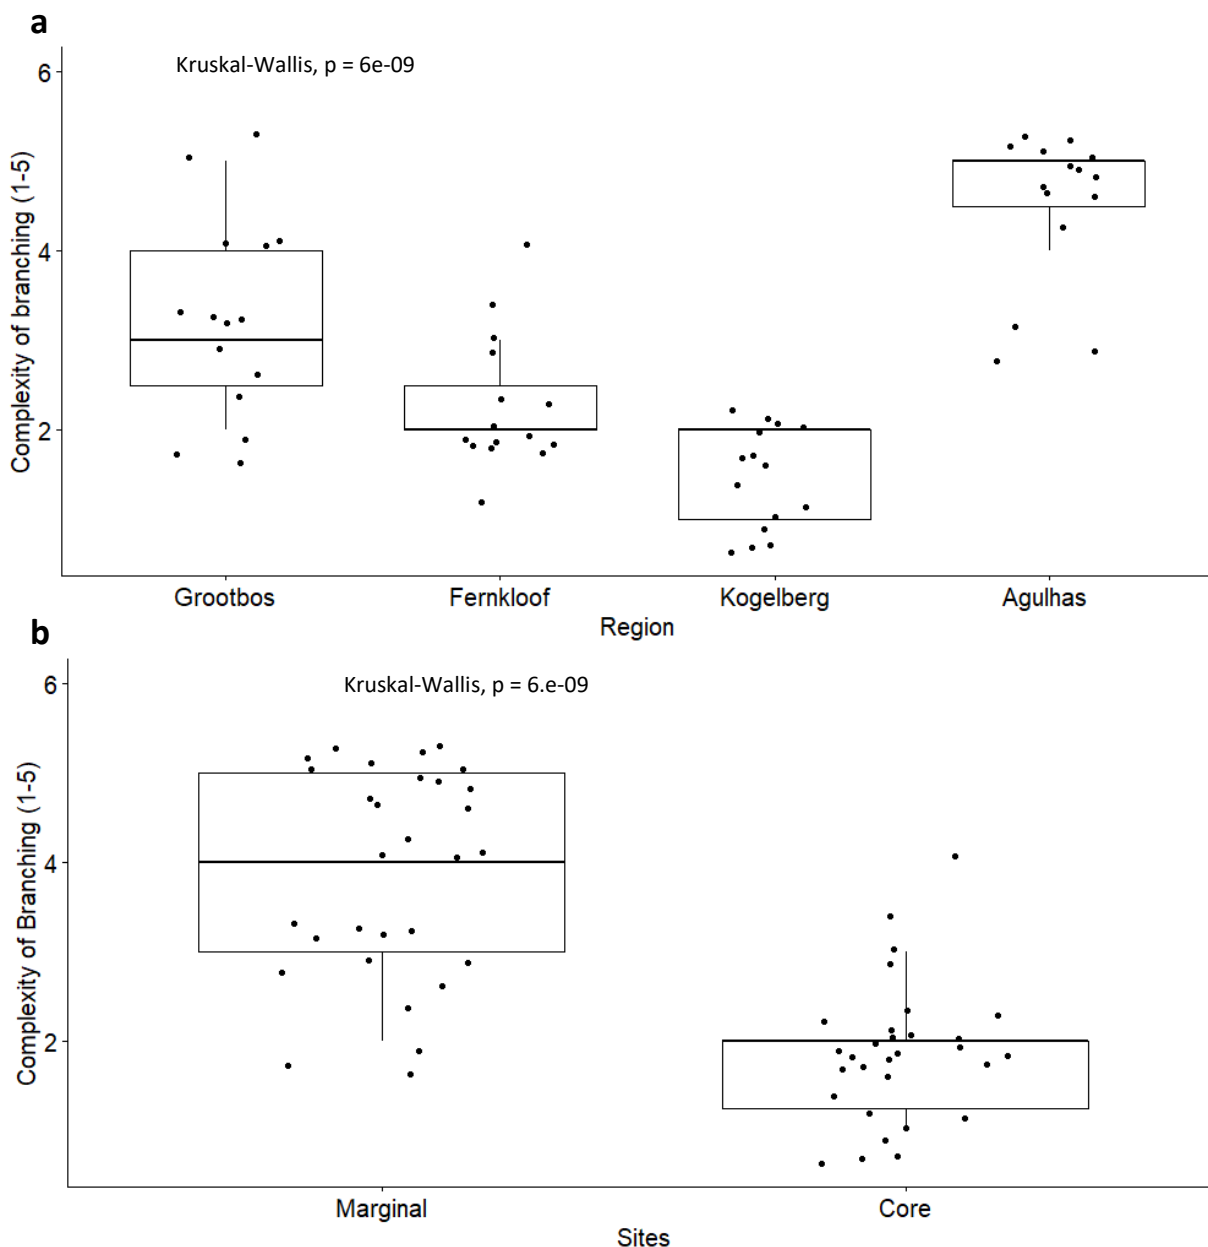 a
Kruskal-Wallis, p = 6e-09
6
4
2
Complexity of branching (1-5)
Grootbos Fernkloof Kogelberg Agulhas
Region
b
Kruskal-Wallis, p = 6.e-09
6
4
2
Complexity of Branching (1-5)
Marginal Core
Sites